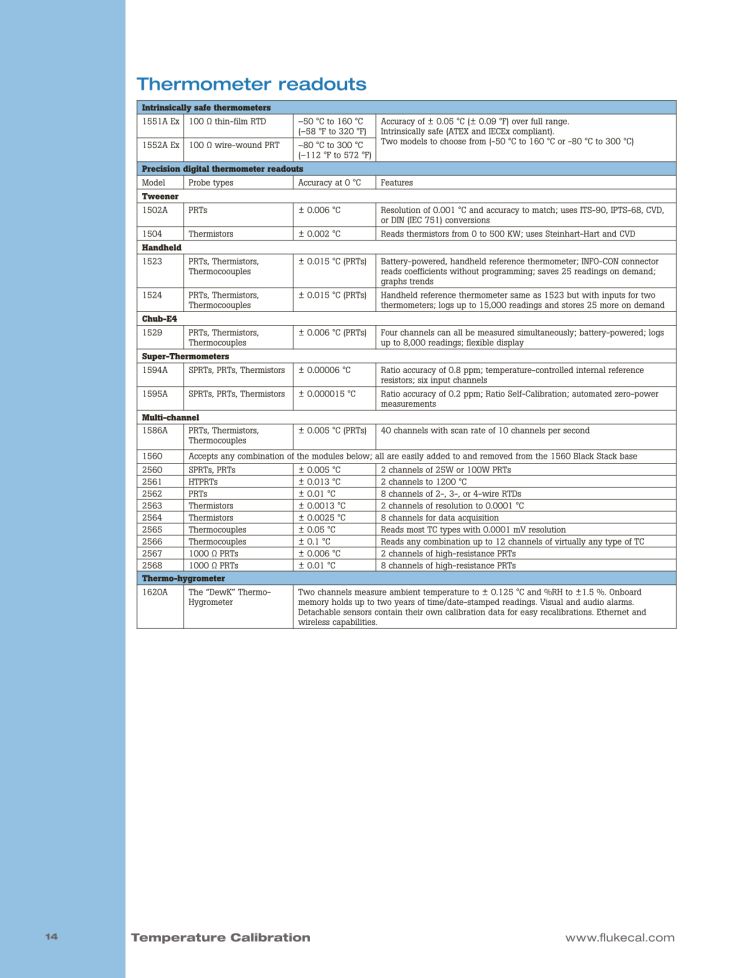 Thermometer readouts
Intrinsically safe thermometers
1551A Ex 100 Ω thin-film RTD –50 °C to 160 °C Accuracy of ± 0.05 °C (± 0.09 °F) over full range.
(–58 °F to 320 °F) Intrinsically safe (ATEX and IECEx compliant).
Two models to choose from (–50 °C to 160 °C or –80 °C to 300 °C)
1552A Ex 100 Ω wire-wound PRT –80 °C to 300 °C
(–112 °F to 572 °F)
Precision digital thermometer readouts
Model Probe types Accuracy at 0 °C Features
Tweener
1502A PRTs ± 0.006 °C Resolution of 0.001 °C and accuracy to match; uses ITS-90, IPTS-68, CVD,
or DIN (IEC 751) conversions
1504 Thermistors ± 0.002 °C Reads thermistors from 0 to 500 KW; uses Steinhart-Hart and CVD
Handheld
1523 PRTs, Thermistors, ± 0.015 °C (PRTs) Battery-powered, handheld reference thermometer; INFO-CON connector
Thermocoouples reads coefficients without programming; saves 25 readings on demand;
graphs trends
1524 PRTs, Thermistors, ± 0.015 °C (PRTs) Handheld reference thermometer same as 1523 but with inputs for two
Thermocoouples thermometers; logs up to 15,000 readings and stores 25 more on demand
Chub-E4
1529 PRTs, Thermistors, ± 0.006 °C (PRTs) Four channels can all be measured simultaneously; battery-powered; logs
Thermocouples up to 8,000 readings; flexible display
Super-Thermometers
1594A SPRTs, PRTs, Thermistors ± 0.00006 °C Ratio accuracy of 0.8 ppm; temperature-controlled internal reference
resistors; six input channels
1595A SPRTs, PRTs, Thermistors ± 0.000015 °C Ratio accuracy of 0.2 ppm; Ratio Self-Calibration; automated zero-power
measurements
Multi-channel
1586A PRTs, Thermistors, ± 0.005 °C (PRTs) 40 channels with scan rate of 10 channels per second
Thermocouples
1560 Accepts any combination of the modules below; all are easily added to and removed from the 1560 Black Stack base
2560 SPRTs, PRTs ± 0.005 °C 2 channels of 25W or 100W PRTs
2561 HTPRTs ± 0.013 °C 2 channels to 1200 °C
2562 PRTs ± 0.01 °C 8 channels of 2-, 3-, or 4-wire RTDs
2563 Thermistors ± 0.0013 °C 2 channels of resolution to 0.0001 °C
2564 Thermistors ± 0.0025 °C 8 channels for data acquisition
2565 Thermocouples ± 0.05 °C Reads most TC types with 0.0001 mV resolution
2566 Thermocouples ± 0.1 °C Reads any combination up to 12 channels of virtually any type of TC
2567 1000 Ω PRTs ± 0.006 °C 2 channels of high-resistance PRTs
2568 1000 Ω PRTs ± 0.01 °C 8 channels of high-resistance PRTs
Thermo-hygrometer
1620A The “DewK” Thermo- Two channels measure ambient temperature to ± 0.125 °C and %RH to ±1.5 %. Onboard
Hygrometer memory holds up to two years of time/date-stamped readings. Visual and audio alarms.
Detachable sensors contain their own calibration data for easy recalibrations. Ethernet and
wireless capabilities.
14 Temperature Calibration www.flukecal.com